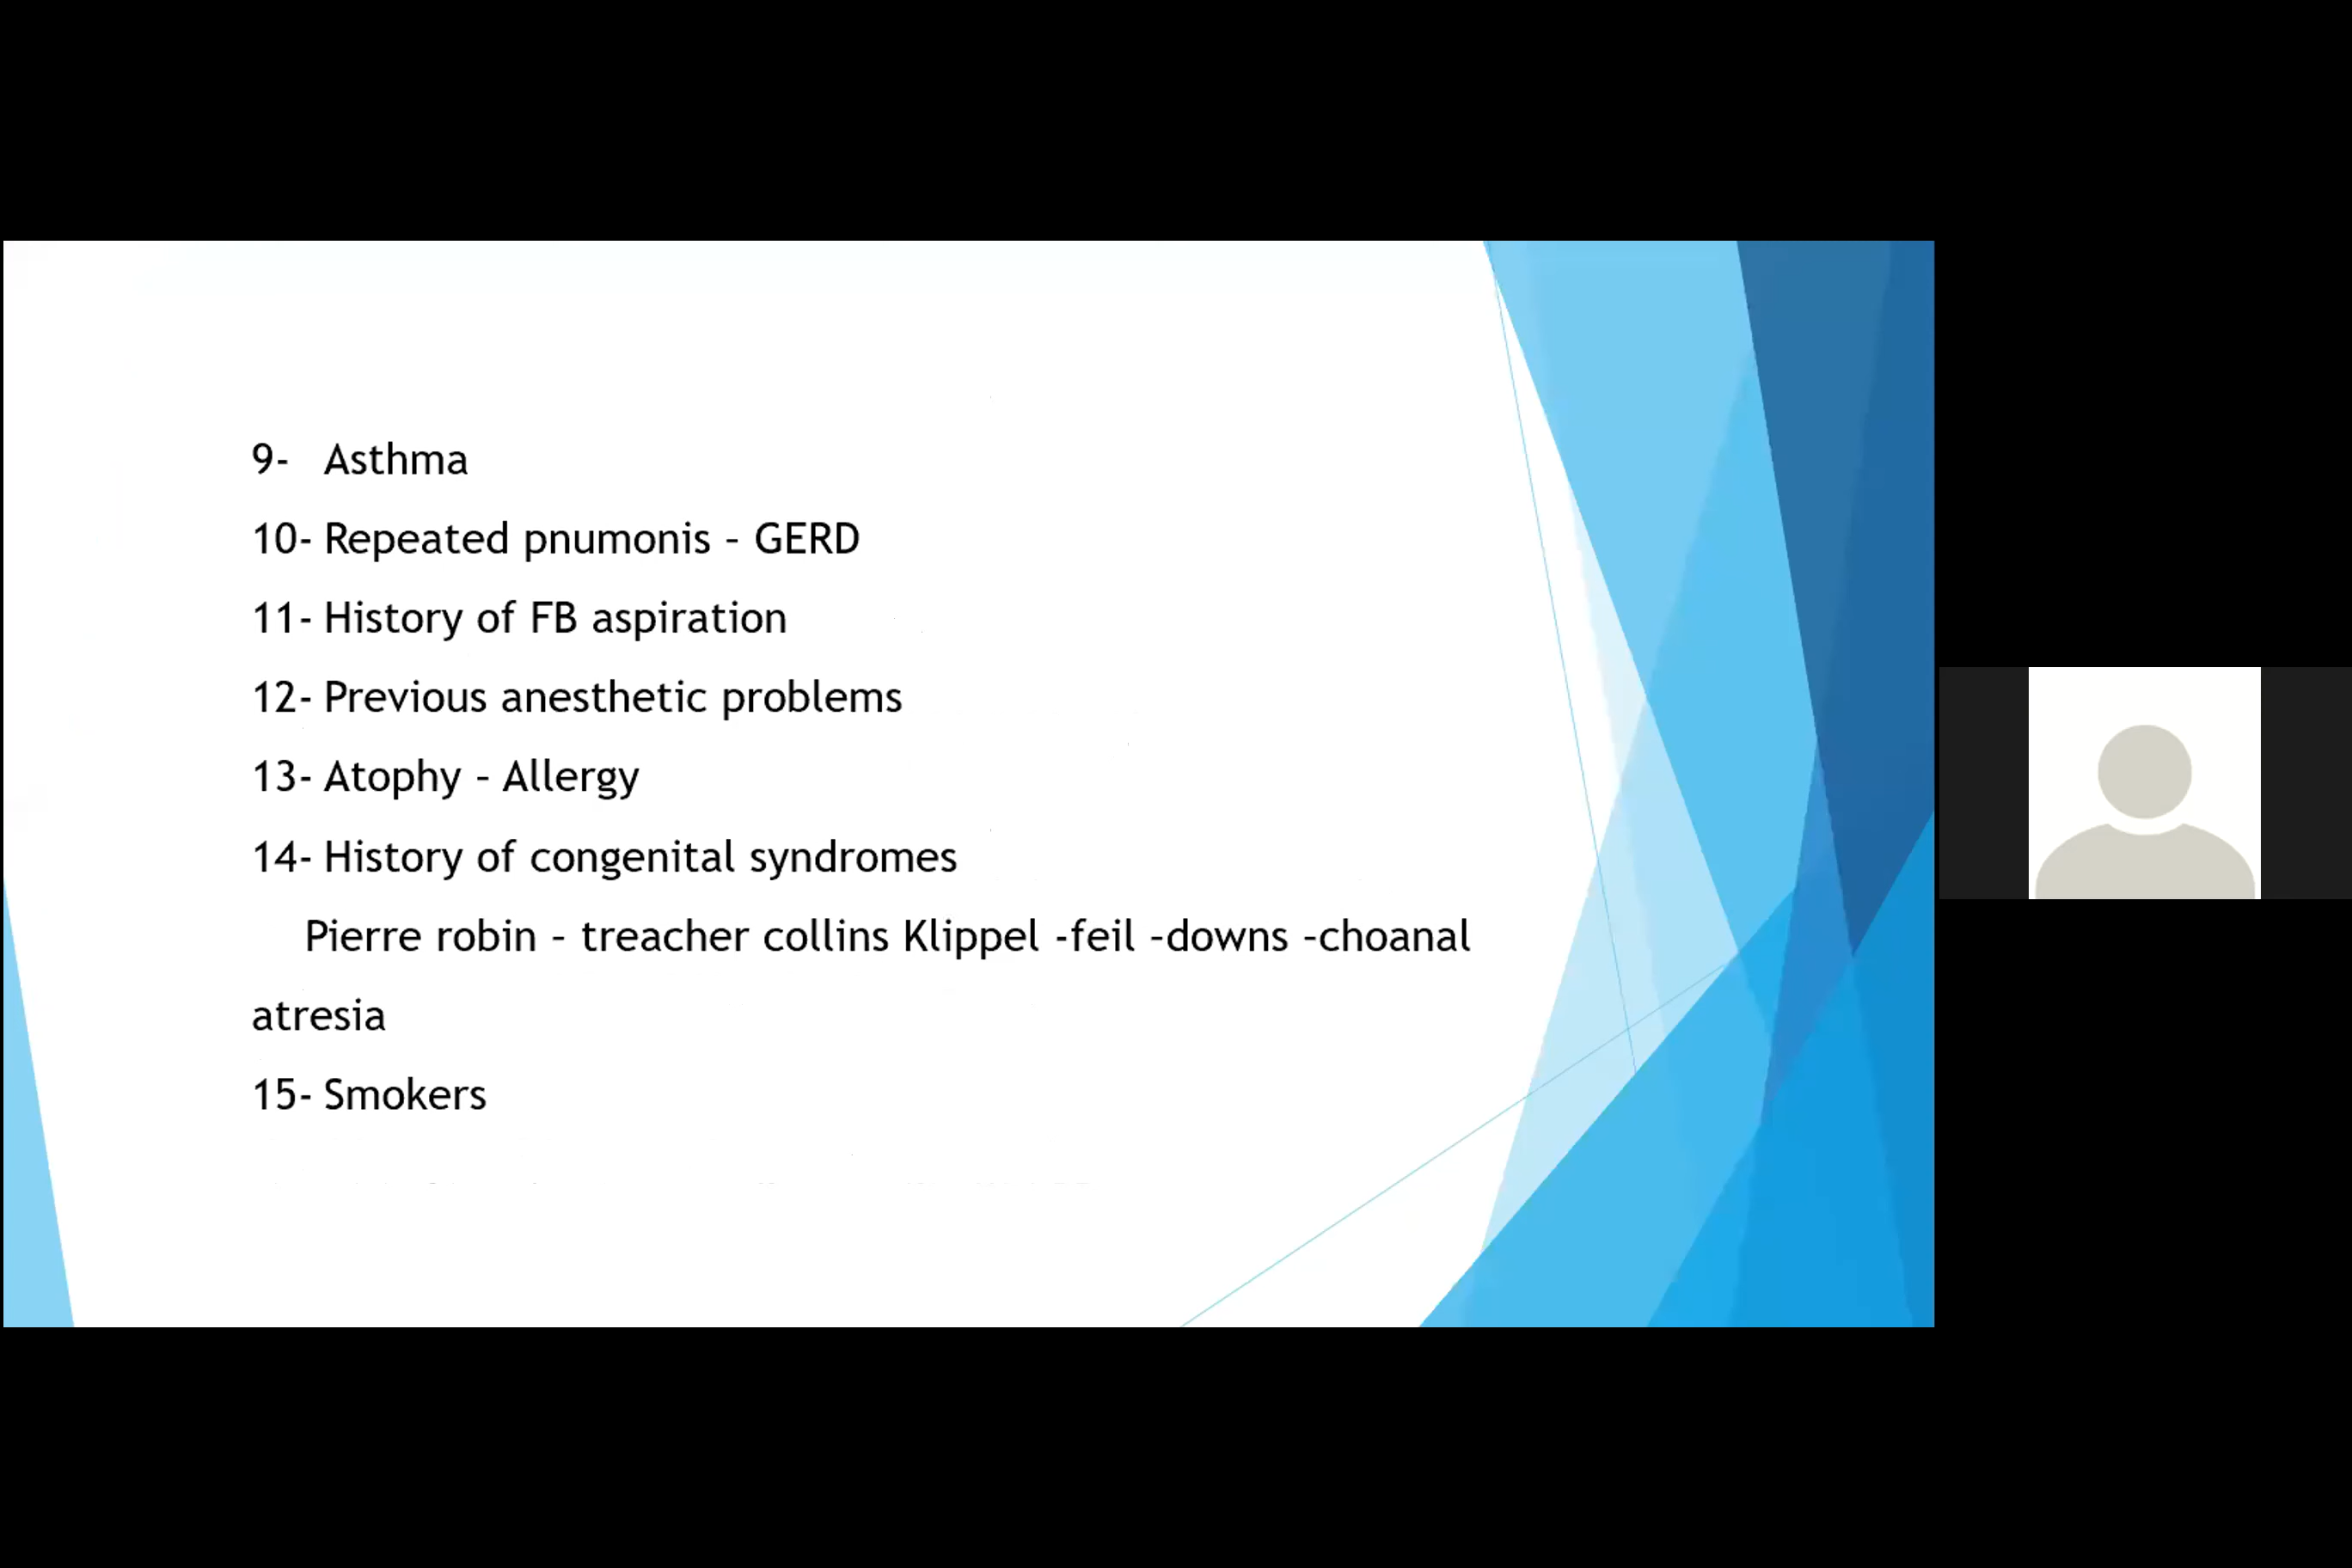 9- Asthma
10- Repeated pnumonis - GERD
11- History of FB aspiration
12- Previous anesthetic problems
13- Atophy - Allergy
14- History of congenital syndromes
Pierre robin - treacher collins Klippel -feil -downs -choanal
atresia
15- Smokers